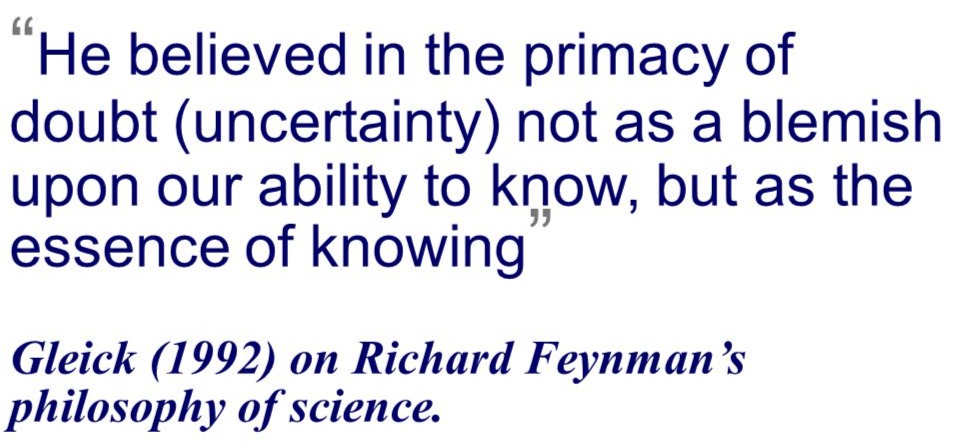 “He believed in the primacy of
doubt (uncertainty) not as a blemish
upon our ability to know, but as the
essence of knowing”
Gleick (1992) on Richard Feynman’s
philosophy of science.